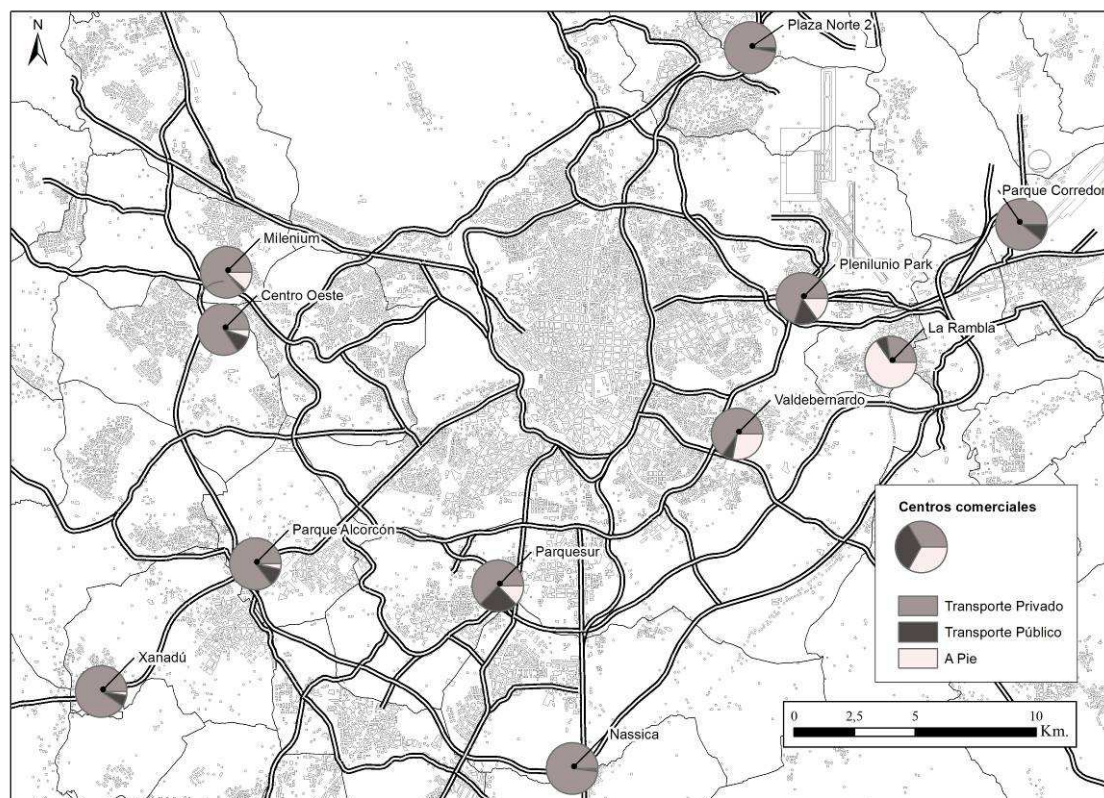 N
Plaza Norte 2
Parque Corredor
Milenium
Plenilunio Park
Centro Oeste
La Rambla
Valdebernardo
Centros comerciales
Parque Alcorcón
Parquesur
Transporte Privado
Transporte Público
A Pie
Xanadú
0 2,5 5 10
Km.
Nassica